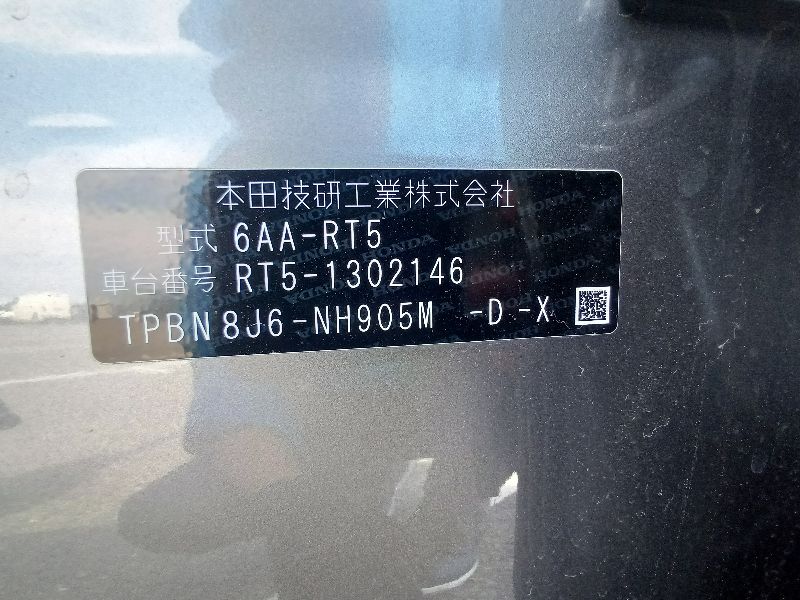 本田技研工業株式会社
型式 6AA-RT5
車台番号 RT5-1302146
TPBN 8J6-NH905M -D-X